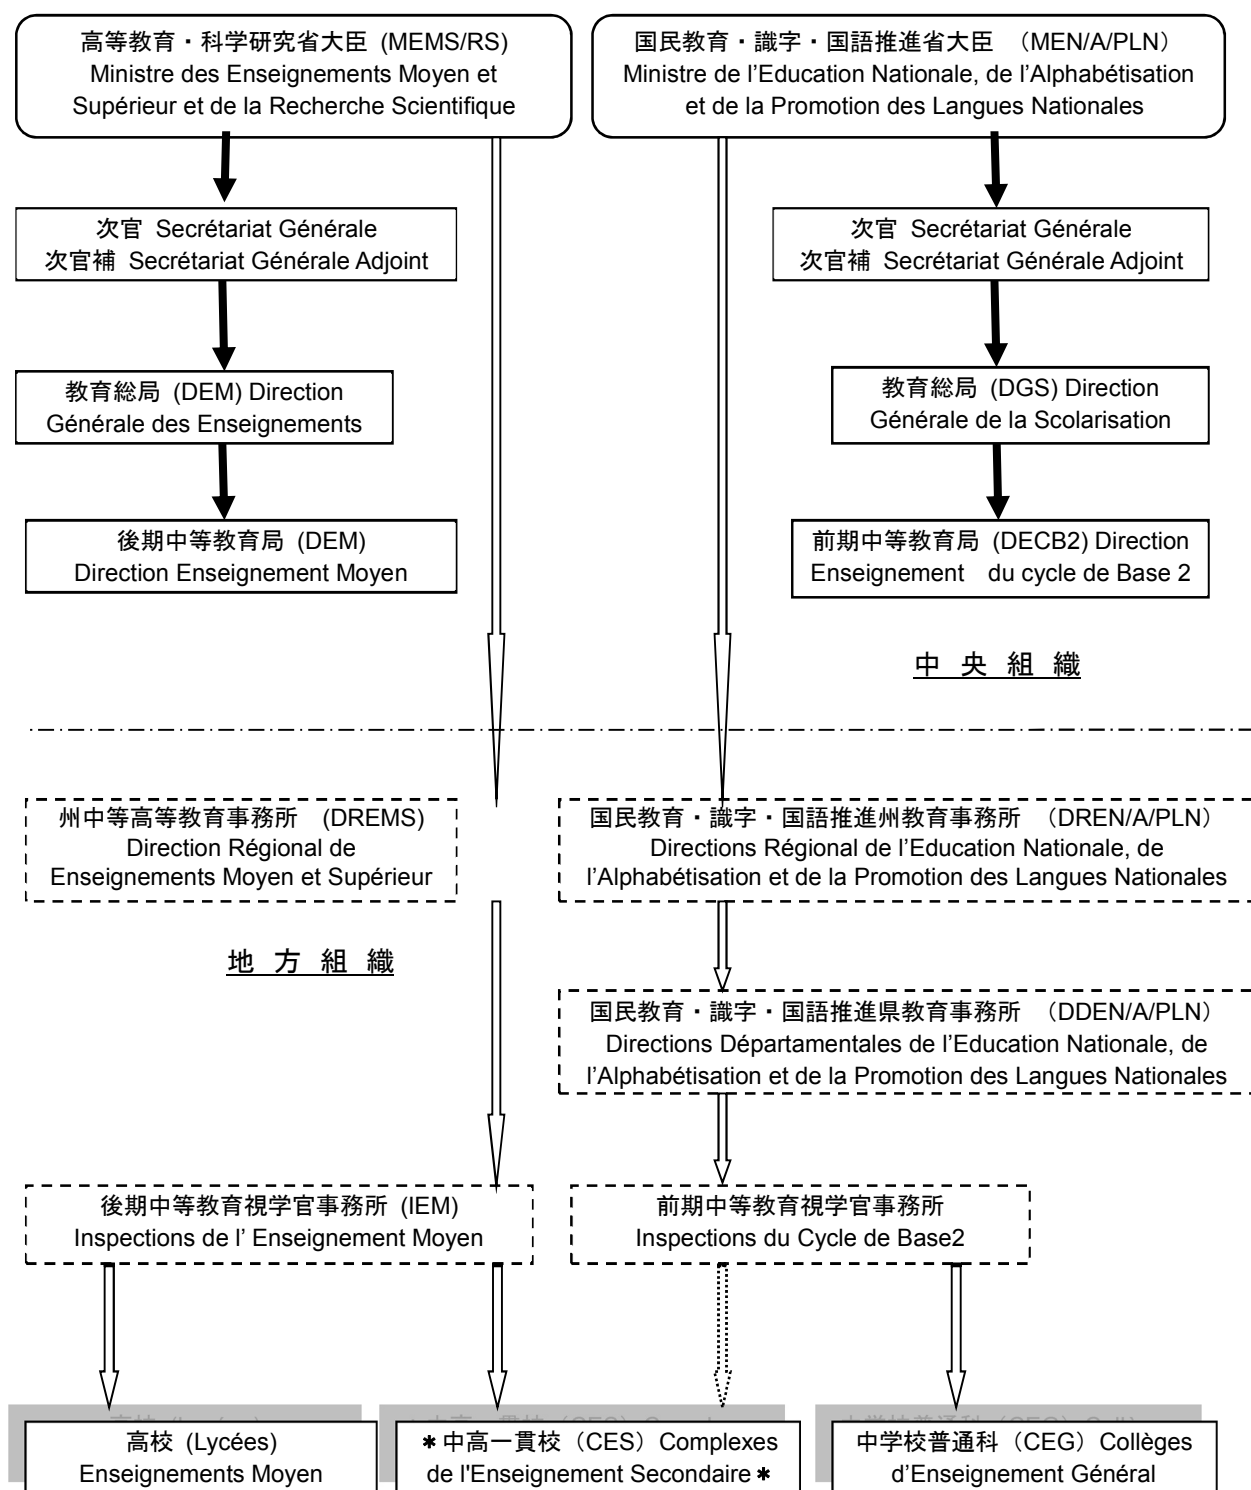 高等教育・科学研究省大臣 (MEMS/RS)
Ministre des Enseignements Moyen et
Supérieur et de la Recherche Scientifique
国民教育・識字・国語推進省大臣 （MEN/A/PLN）
Ministre de l’Education Nationale, de l’Alphabétisation
et de la Promotion des Langues Nationales
次官 Secrétariat Générale
次官補 Secrétariat Générale Adjoint
次官 Secrétariat Générale
次官補 Secrétariat Générale Adjoint
教育総局 (DEM) Direction
Générale des Enseignements
教育総局 (DGS) Direction
Générale de la Scolarisation
後期中等教育局 (DEM)
Direction Enseignement Moyen
前期中等教育局 (DECB2) Direction
Enseignement du cycle de Base 2
中 央 組 織
州中等高等教育事務所 (DREMS)
Direction Régional de
Enseignements Moyen et Supérieur
国民教育・識字・国語推進州教育事務所 （DREN/A/PLN）
Directions Régional de l’Education Nationale, de
l’Alphabétisation et de la Promotion des Langues Nationales
地 方 組 織
国民教育・識字・国語推進県教育事務所 （DDEN/A/PLN）
Directions Départamentales de l’Education Nationale, de
l’Alphabétisation et de la Promotion des Langues Nationales
後期中等教育視学官事務所 (IEM)
Inspections de l’ Enseignement Moyen
前期中等教育視学官事務所
Inspections du Cycle de Base2
高校 (Lycées)
Enseignements Moyen
＊中高一貫校（CES）Complexes
de l'Enseignement Secondaire＊
中学校普通科（CEG）Collèges
d’Enseignement Général